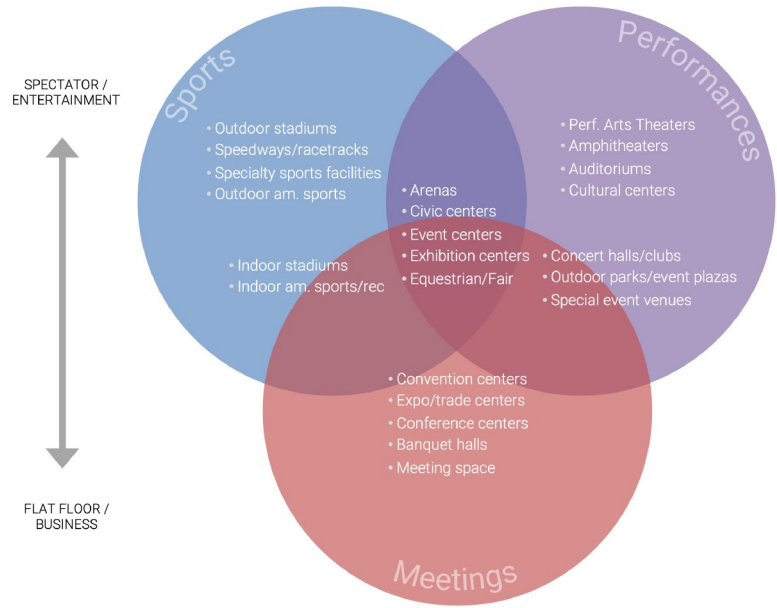 SPECTATOR /
ENTERTAINMENT
FLAT FLOOR /
BUSINESS
Sports
• Outdoor stadiums
• Speedways/racetracks
• Specialty sports facilities
• Outdoor am. sports
• Indoor stadiums
• Indoor am. sports/rec
Performances
• Perf. Arts Theaters
• Amphitheaters
• Auditoriums
• Cultural centers
• Arenas
• Civic centers
• Event centers
• Exhibition centers
• Equestrian/Fair
• Concert halls/clubs
• Outdoor parks/event plazas
• Special event venues
• Convention centers
• Expo/trade centers
• Conference centers
• Banquet halls
• Meeting space
Meetings